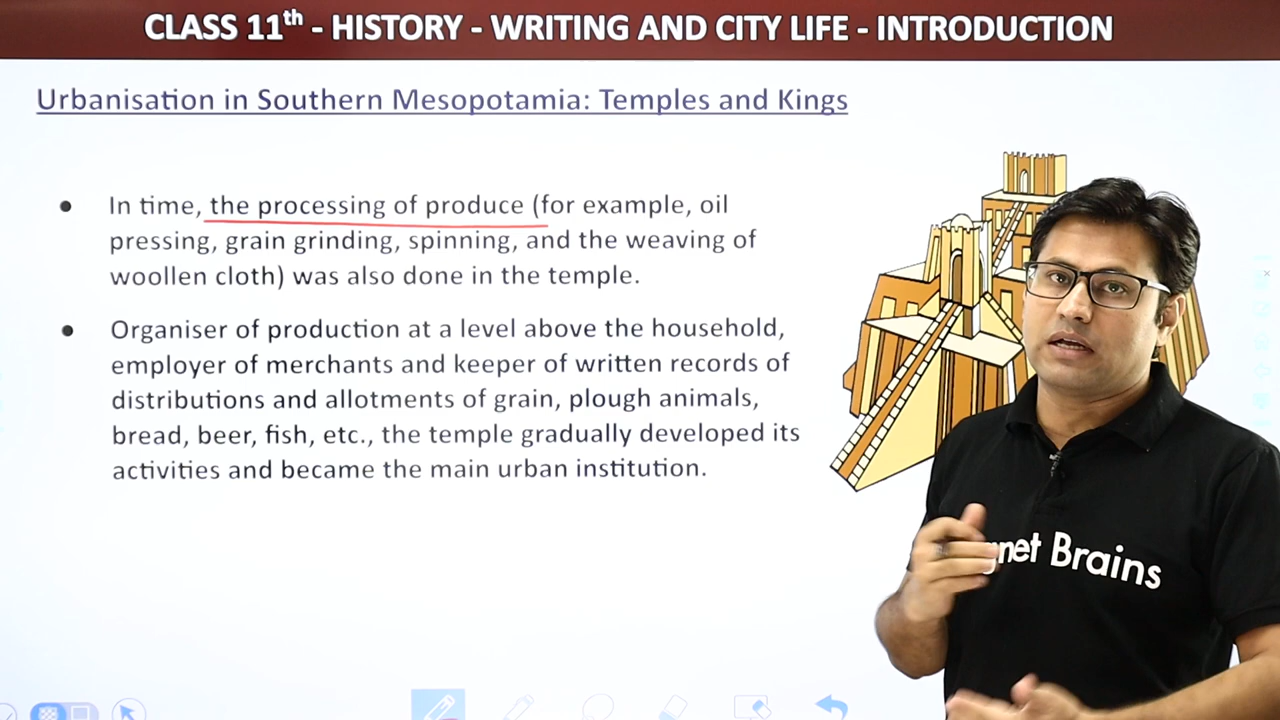 CLASS 11th - HISTORY - WRITING AND CITY LIFE - INTRODUCTION
Urbanisation in Southern Mesopotamia: Temples and Kings
● In time, the processing of produce (for example, oil
pressing, grain grinding, spinning, and the weaving of
woollen cloth) was also done in the temple.
● Organiser of production at a level above the household,
employer of merchants and keeper of written records of
distributions and allotments of grain, plough animals,
bread, beer, fish, etc., the temple gradually developed its
activities and became the main urban institution.
Brains